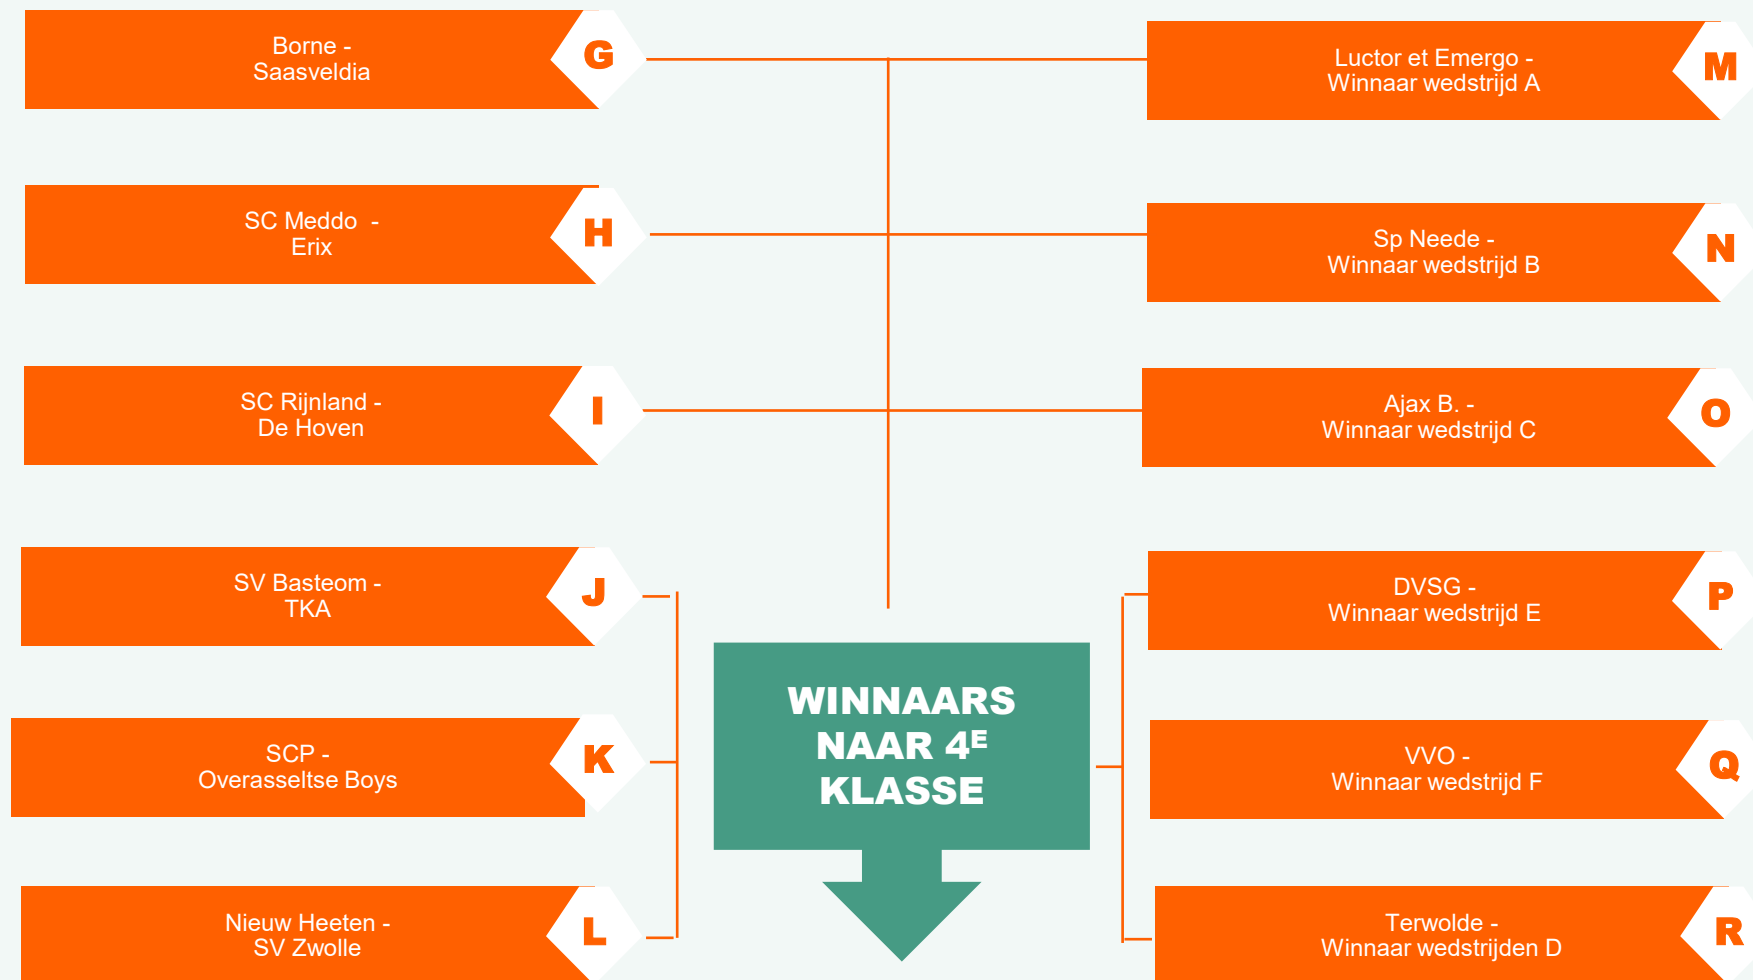 Borne -
Saasveldia
G
Luctor et Emergo -
Winnaar wedstrijd A
M
SC Meddo -
Erix
H
Sp Neede -
Winnaar wedstrijd B
N
SC Rijnland -
De Hoven
I
Ajax B. -
Winnaar wedstrijd C
O
SV Basteom -
TKA
J
DVSG -
Winnaar wedstrijd E
P
WINNAARS
NAAR 4E
KLASSE
SCP -
Overasseltse Boys
K
VVO -
Winnaar wedstrijd F
Q
Nieuw Heeten -
SV Zwolle
L
Terwolde -
Winnaar wedstrijden D
R